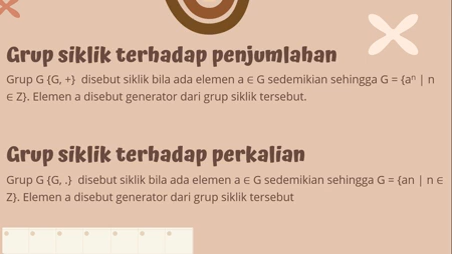 Grup siklik terhadap penjumlahan
Grup G {G, +}  disebut siklik bila ada elemen a ∈ G sedemikian sehingga G = {aⁿ | n
∈ Z}. Elemen a disebut generator dari grup siklik tersebut.
Grup siklik terhadap perkalian
Grup G {G, .}  disebut siklik bila ada elemen a ∈ G sedemikian sehingga G = {an | n ∈
Z}. Elemen a disebut generator dari grup siklik tersebut